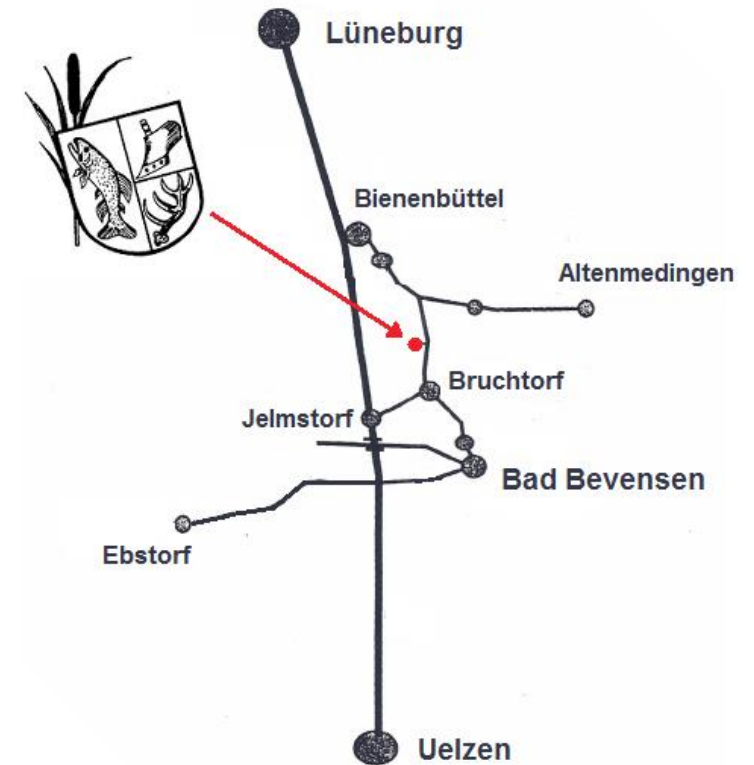 Lüneburg
Bienenbüttel
Altenmedingen
Bruchtorf
Jelmstorf
Bad Bevensen
Ebstorf
Uelzen